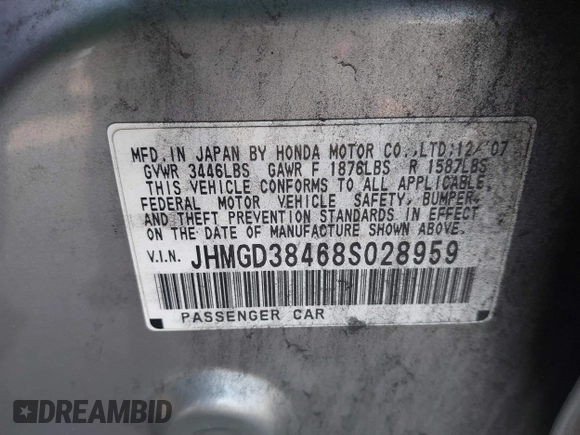 MFD. IN JAPAN BY HONDA MOTOR CO., LTD; 12/'07
GVWR 3446LBS GAWR F 1876LBS R 1587LBS
THIS VEHICLE CONFORMS TO ALL APPLICABLE
FEDERAL MOTOR VEHICLE SAFETY, BUMPER,
AND THEFT PREVENTION STANDARDS IN EFFECT
ON THE DATE OF MANUFACTURE SHOWN ABOVE.
V.I.N. JHMGD38468S028959
PASSENGER CAR
DREAMBID